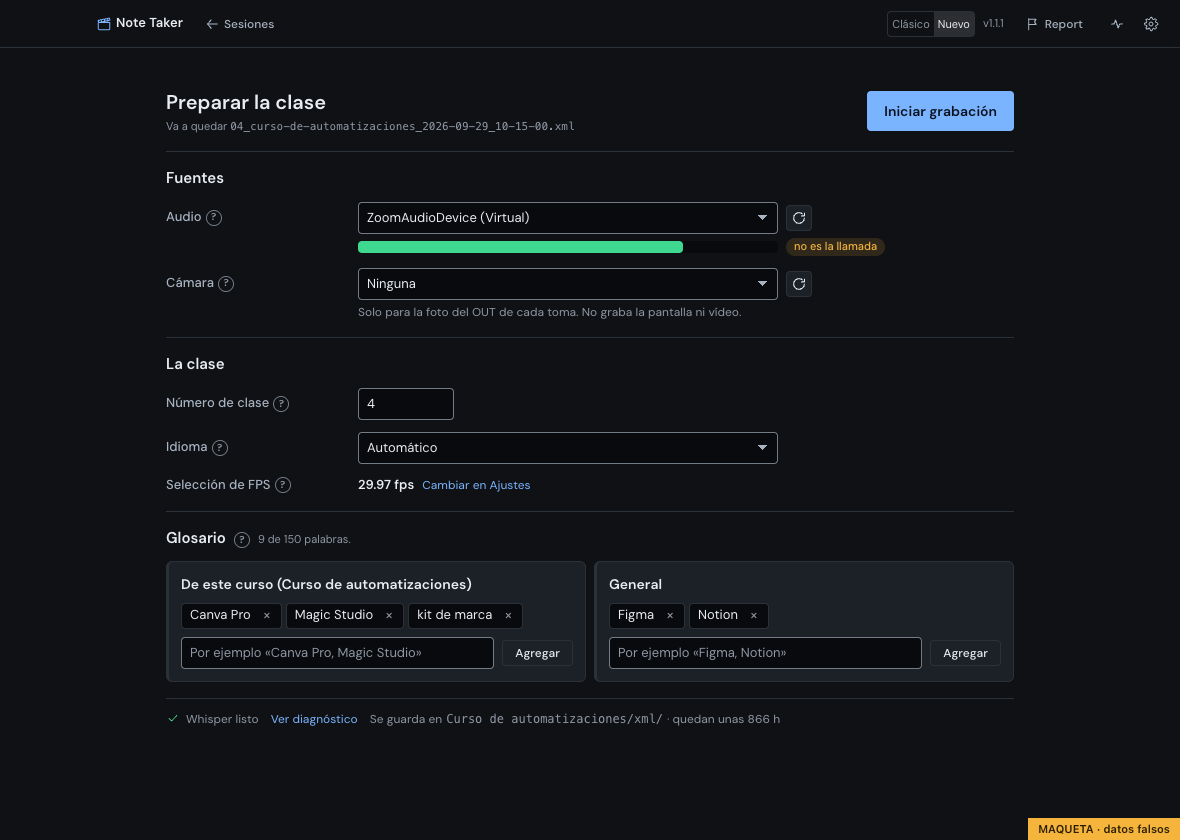 Note Taker
← Sesiones
Clásico Nuevo v1.1.1
Report
Preparar la clase
Va a quedar 04_curso-de-automatizaciones_2026-09-29_10-15-00.xml
Iniciar grabación
Fuentes
Audio ?
ZoomAudioDevice (Virtual)
no es la llamada
Cámara ?
Ninguna
Solo para la foto del OUT de cada toma. No graba la pantalla ni vídeo.
La clase
Número de clase ?
4
Idioma ?
Automático
Selección de FPS ?
29.97 fps Cambiar en Ajustes
Glosario ? 9 de 150 palabras.
De este curso (Curso de automatizaciones)
Canva Pro × Magic Studio × kit de marca ×
Por ejemplo «Canva Pro, Magic Studio»
Agregar
General
Figma × Notion ×
Por ejemplo «Figma, Notion»
Agregar
✓ Whisper listo Ver diagnóstico Se guarda en Curso de automatizaciones/xml/ · quedan unas 866 h
MAQUETA · datos falsos